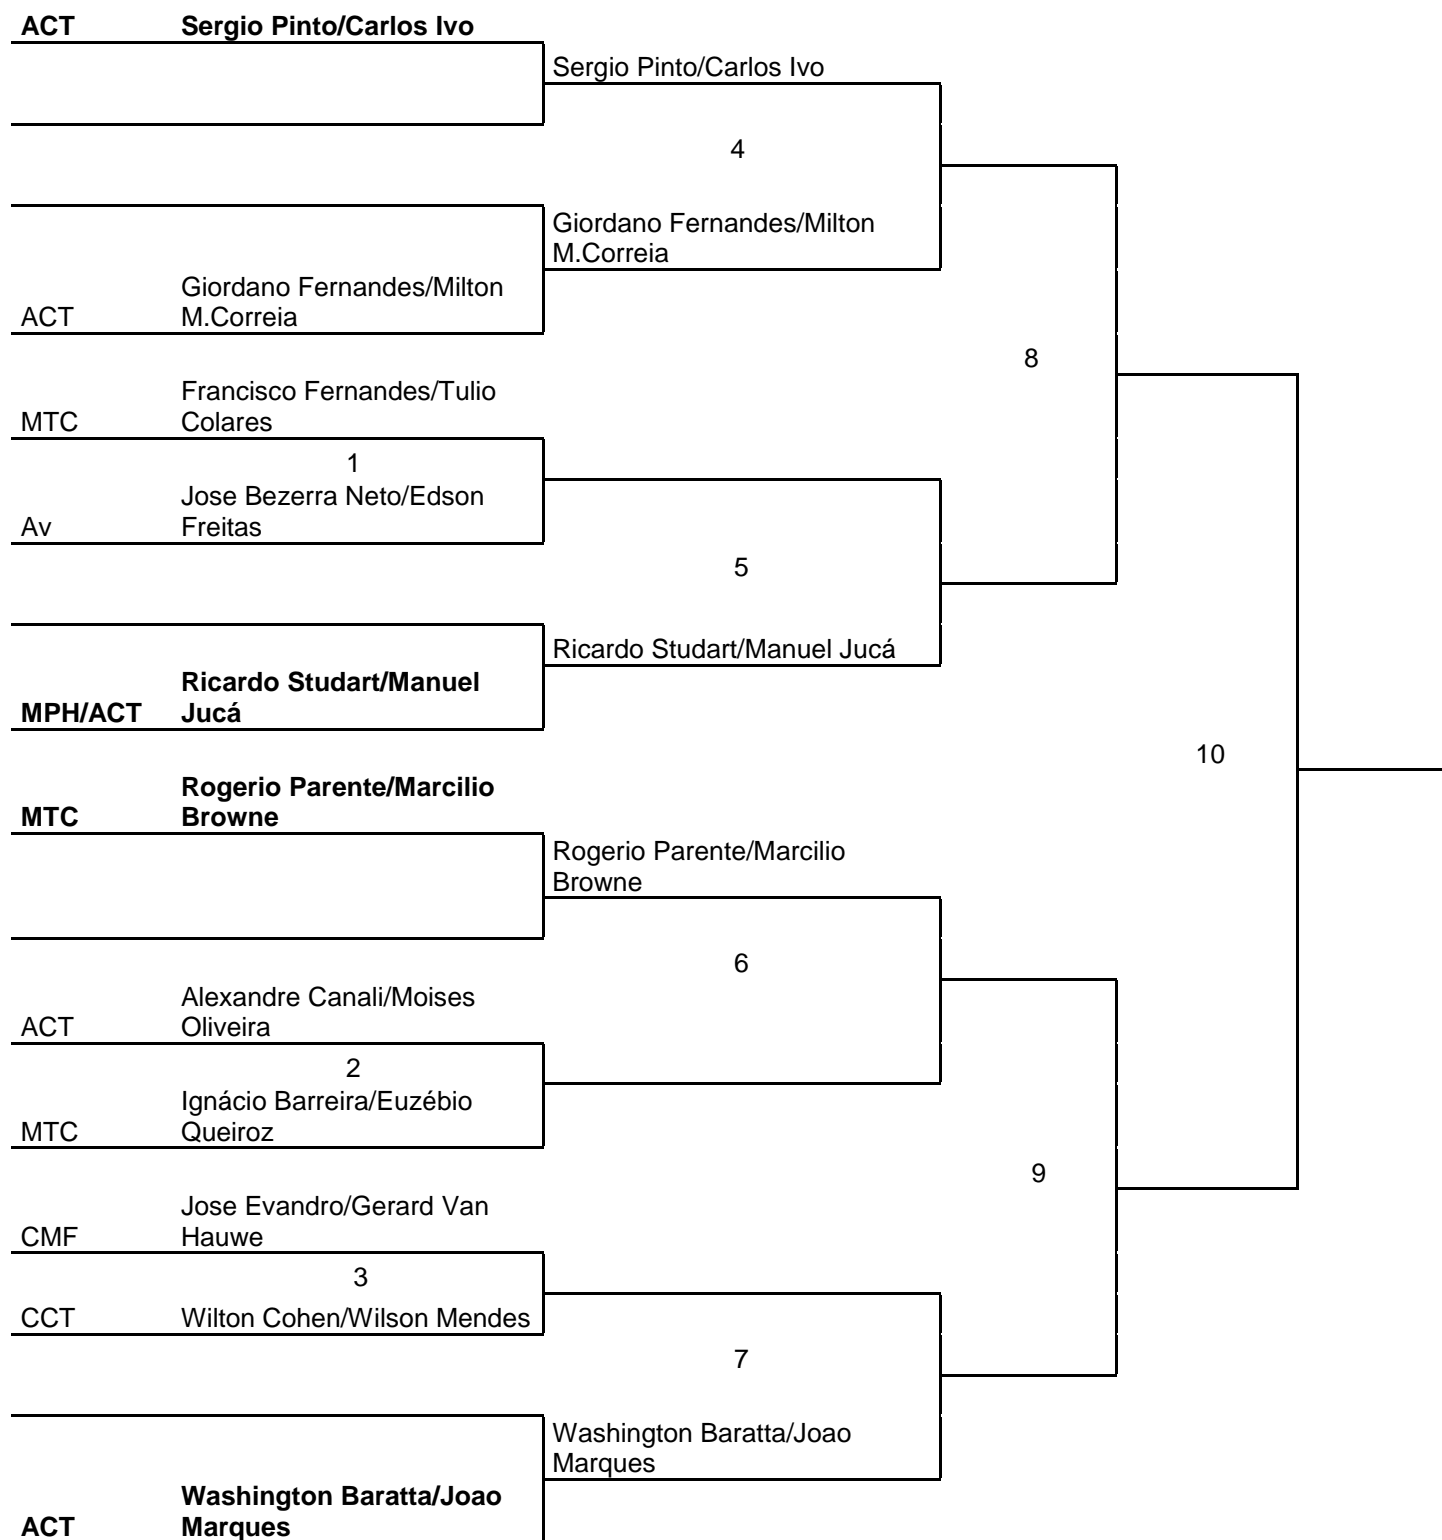 ACT Sergio Pinto/Carlos Ivo
Sergio Pinto/Carlos Ivo
4
Giordano Fernandes/Milton
M.Correia
Giordano Fernandes/Milton
ACT M.Correia
8
Francisco Fernandes/Tulio
MTC Colares
1
Jose Bezerra Neto/Edson
Av Freitas
5
Ricardo Studart/Manuel Jucá
Ricardo Studart/Manuel
MPH/ACT Jucá
10
Rogerio Parente/Marcilio
MTC Browne
Rogerio Parente/Marcilio
Browne
6
Alexandre Canali/Moises
ACT Oliveira
2
Ignácio Barreira/Euzébio
MTC Queiroz
9
Jose Evandro/Gerard Van
CMF Hauwe
3
CCT Wilton Cohen/Wilson Mendes
7
Washington Baratta/Joao
Marques
Washington Baratta/Joao
ACT Marques